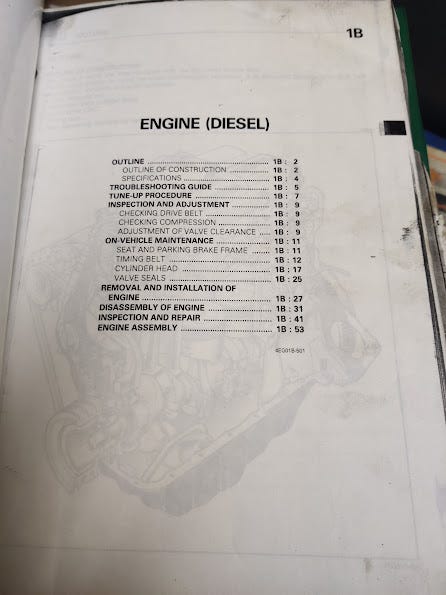 1B
ENGINE (DIESEL)
OUTLINE ........................................ 1B : 2
OUTLINE OF CONSTRUCTION .................... 1B : 2
SPECIFICATIONS .................................. 1B : 4
TROUBLESHOOTING GUIDE ..................... 1B : 5
TUNE-UP PROCEDURE ............................ 1B : 7
INSPECTION AND ADJUSTMENT ................ 1B : 9
CHECKING DRIVE BELT ........................... 1B : 9
CHECKING COMPRESSION ....................... 1B : 9
ADJUSTMENT OF VALVE CLEARANCE .... 1B : 9
ON-VEHICLE MAINTENANCE ..................... 1B : 11
SEAT AND PARKING BRAKE FRAME ........ 1B : 11
TIMING BELT ...................................... 1B : 12
CYLINDER HEAD ................................... 1B : 17
VALVE SEALS ...................................... 1B : 25
REMOVAL AND INSTALLATION OF
ENGINE ............................................. 1B : 27
DISASSEMBLY OF ENGINE ....................... 1B : 31
INSPECTION AND REPAIR ........................ 1B : 41
ENGINE ASSEMBLY ................................ 1B : 53
4EG01B-501